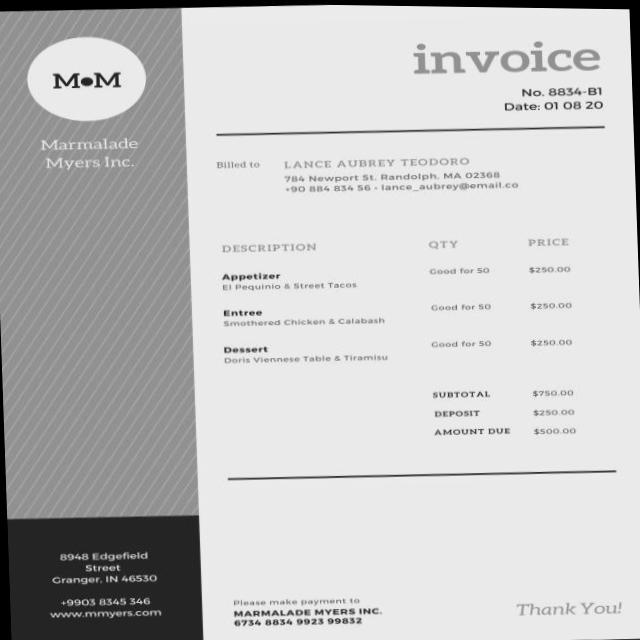 M•M
Marmalade
Myers Inc.
invoice
No. 8834-B1
Date: 01 08 20
Billed to
LANCE AUBREY TEODORO
784 Newport St. Randolph, MA 02368
+90 884 834 56 - lance_aubrey@email.co
DESCRIPTION QTY PRICE
Appetizer Good for 50 $250.00
El Pequinio & Street Tacos
Entree Good for 50 $250.00
Smothered Chicken & Calabash
Dessert Good for 50 $250.00
Doris Viennese Table & Tiramisu
SUBTOTAL $750.00
DEPOSIT $250.00
AMOUNT DUE $500.00
8948 Edgefield
Street
Granger, IN 46530
+9903 8345 346
www.mmyers.com
Please make payment to
MARMALADE MYERS INC.
6734 8834 9923 99832
Thank You!